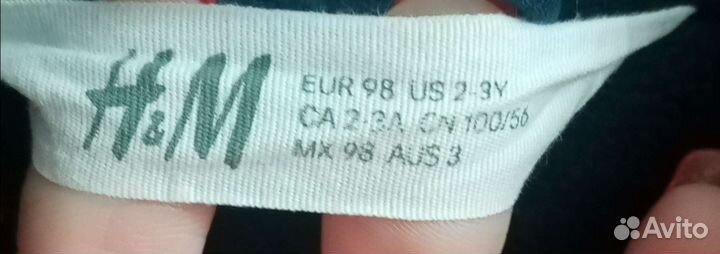 H&M
EUR 98 US 2-3Y
CA 2-3A CN 100/56
MX 98 AUS 3
Avito